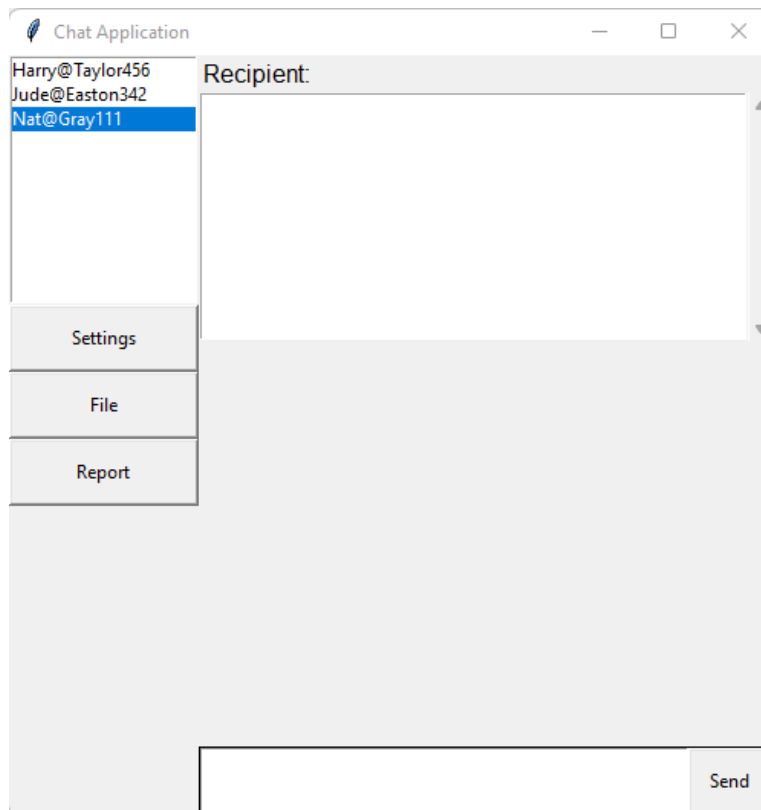 Chat Application
Harry@Taylor456
Jude@Easton342
Nat@Gray111
Recipient:
Settings
File
Report
Send